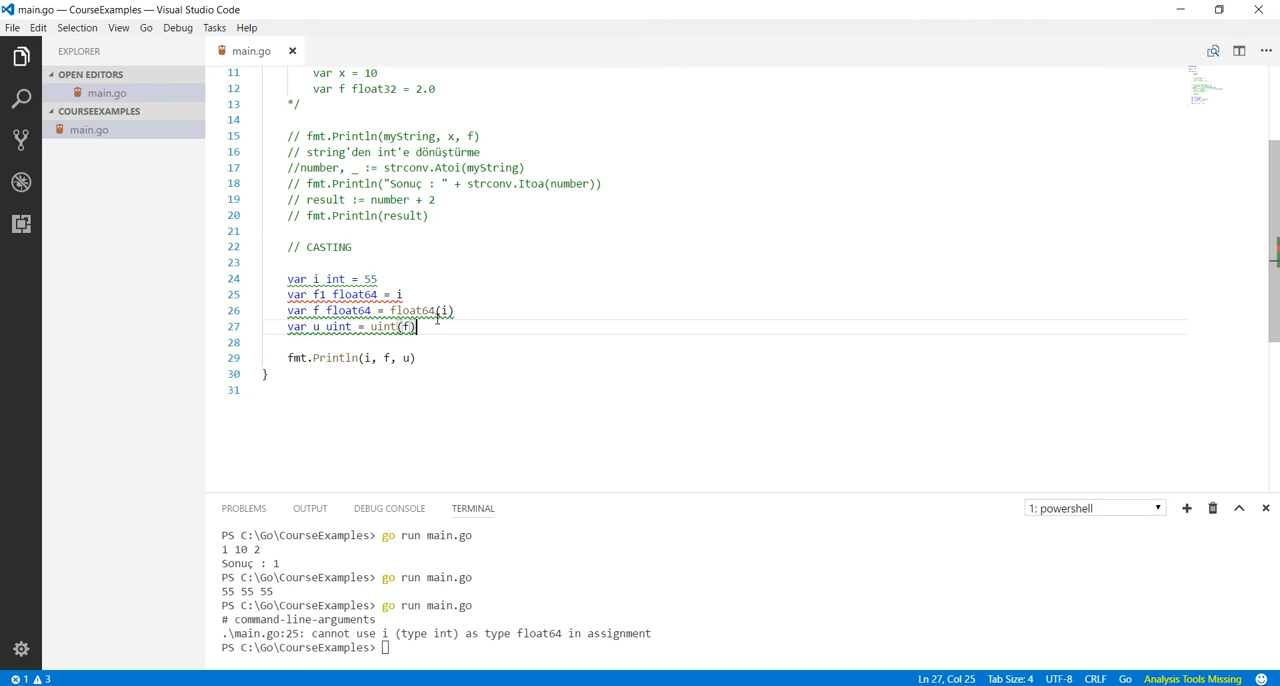 main.go — CourseExamples — Visual Studio Code
File Edit Selection View Go Debug Tasks Help
EXPLORER
main.go
OPEN EDITORS
main.go
COURSEEXAMPLES
main.go
11 var x = 10
12 var f float32 = 2.0
13 */
14
15 // fmt.Println(myString, x, f)
16 // string'den int'e dönüştürme
17 //number, _ := strconv.Atoi(myString)
18 // fmt.Println("Sonuç : " + strconv.Itoa(number))
19 // result := number + 2
20 // fmt.Println(result)
21
22 // CASTING
23
24 var i int = 55
25 var f1 float64 = i
26 var f float64 = float64(i)
27 var u uint = uint(f)
28
29 fmt.Println(i, f, u)
30 }
31
PROBLEMS OUTPUT DEBUG CONSOLE TERMINAL 1: powershell
PS C:\Go\CourseExamples> go run main.go
1 10 2
Sonuç : 1
PS C:\Go\CourseExamples> go run main.go
55 55 55
PS C:\Go\CourseExamples> go run main.go
# command-line-arguments
.\main.go:25: cannot use i (type int) as type float64 in assignment
PS C:\Go\CourseExamples>
1 3 Ln 27, Col 25 Tab Size: 4 UTF-8 CRLF Go Analysis Tools Missing